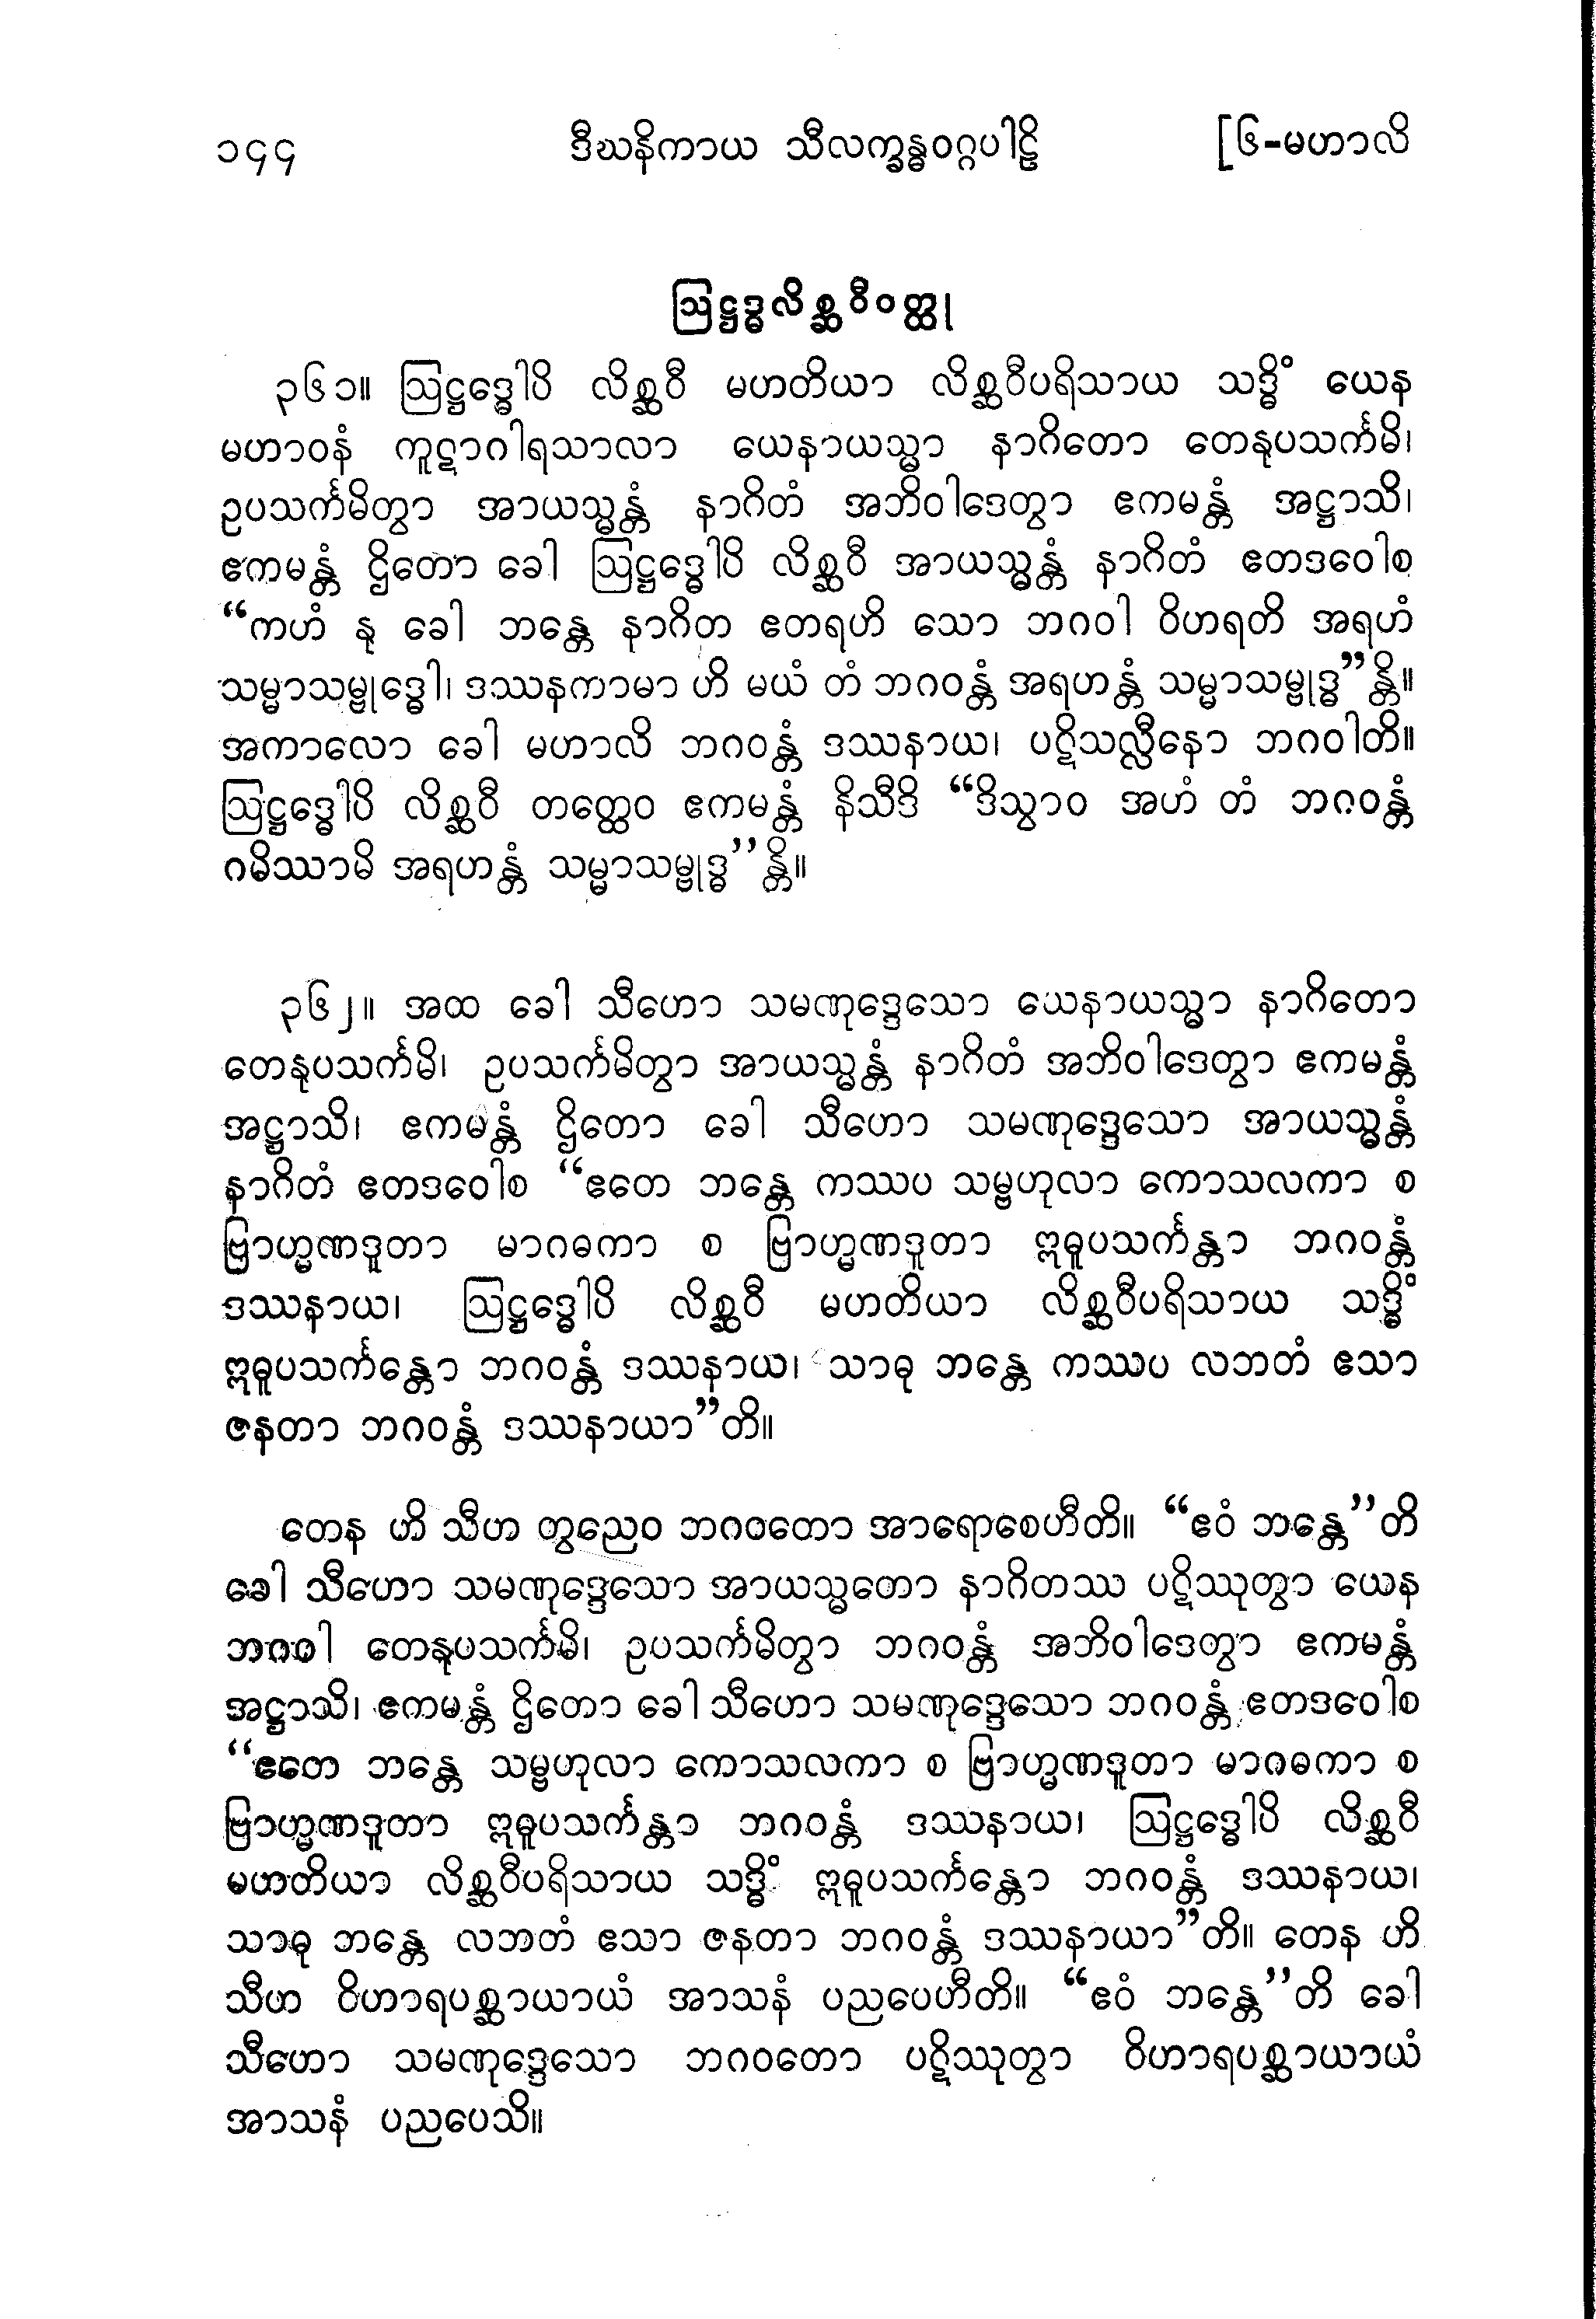 ၁၄၄ ဒီဃနိကာယ သီလက္ခန္ဓဝဂ္ဂပါဠိ [၆-မဟာလိ
ဩဋ္ဌဒ္ဓလိစ္ဆဝီဝတ္ထု
၃၆၁။ ဩဋ္ဌဒ္ဓေါပိ လိစ္ဆဝီ မဟတိယာ လိစ္ဆဝီပရိသာယ သဒ္ဓိံ ယေန
မဟာဝနံ ကူဋာဂါရသာလာ ယေနာယသ္မာ နာဂိတော တေနုပသင်္ကမိ၊
ဥပသင်္ကမိတွာ အာယသ္မန္တံ နာဂိတံ အဘိဝါဒေတွာ ဧကမန္တံ အဋ္ဌာသိ၊
ဧကမန္တံ ဌိတော ခေါ ဩဋ္ဌဒ္ဓေါပိ လိစ္ဆဝီ အာယသ္မန္တံ နာဂိတံ ဧတဒဝေါစ
“ကဟံ နု ခေါ ဘန္တေ နာဂိတ ဧတရဟိ သော ဘဂဝါ ဝိဟရတိ အရဟံ
သမ္မာသမ္ဗုဒ္ဓေါ၊ ဒဿနကာမာ ဟိ မယံ တံ ဘဂဝန္တံ အရဟန္တံ သမ္မာသမ္ဗုဒ္ဓ”န္တိ။
အကာလော ခေါ မဟာလိ ဘဂဝန္တံ ဒဿနာယ၊ ပဋိသလ္လီနော ဘဂဝါတိ။
ဩဋ္ဌဒ္ဓေါပိ လိစ္ဆဝီ တတ္ထေဝ ဧကမန္တံ နိသီဒိ “ဒိသွာဝ အဟံ တံ ဘဂဝန္တံ
ဂမိဿာမိ အရဟန္တံ သမ္မာသမ္ဗုဒ္ဓ”န္တိ။
၃၆၂။ အထ ခေါ သီဟော သမဏုဒ္ဒေသော ယေနာယသ္မာ နာဂိတော
တေနုပသင်္ကမိ၊ ဥပသင်္ကမိတွာ အာယသ္မန္တံ နာဂိတံ အဘိဝါဒေတွာ ဧကမန္တံ
အဋ္ဌာသိ၊ ဧကမန္တံ ဌိတော ခေါ သီဟော သမဏုဒ္ဒေသော အာယသ္မန္တံ
နာဂိတံ ဧတဒဝေါစ “ဧတေ ဘန္တေ ကဿပ သမ္ဗဟုလာ ကောသလကာ စ
ဗြာဟ္မဏဒူတာ မာဂဓကာ စ ဗြာဟ္မဏဒူတာ ဣဓူပသင်္ကန္တာ ဘဂဝန္တံ
ဒဿနာယ၊ ဩဋ္ဌဒ္ဓေါပိ လိစ္ဆဝီ မဟတိယာ လိစ္ဆဝီပရိသာယ သဒ္ဓိံ
ဣဓူပသင်္ကန္တော ဘဂဝန္တံ ဒဿနာယ၊ သာဓု ဘန္တေ ကဿပ လဘတံ ဧသာ
ဇနတာ ဘဂဝန္တံ ဒဿနာယာ”တိ။
တေန ဟိ သီဟ တွညေဝ ဘဂဝတော အာရောစေဟီတိ။ “ဧဝံ ဘန္တေ”တိ
ခေါ သီဟော သမဏုဒ္ဒေသော အာယသ္မတော နာဂိတဿ ပဋိဿုတွာ ယေန
ဘဂဝါ တေနုပသင်္ကမိ၊ ဥပသင်္ကမိတွာ ဘဂဝန္တံ အဘိဝါဒေတွာ ဧကမန္တံ
အဋ္ဌာသိ၊ ဧကမန္တံ ဌိတော ခေါ သီဟော သမဏုဒ္ဒေသော ဘဂဝန္တံ ဧတဒဝေါစ
“ဧတေ ဘန္တေ သမ္ဗဟုလာ ကောသလကာ စ ဗြာဟ္မဏဒူတာ မာဂဓကာ စ
ဗြာဟ္မဏဒူတာ ဣဓူပသင်္ကန္တာ ဘဂဝန္တံ ဒဿနာယ၊ ဩဋ္ဌဒ္ဓေါပိ လိစ္ဆဝီ
မဟတိယာ လိစ္ဆဝီပရိသာယ သဒ္ဓိံ ဣဓူပသင်္ကန္တော ဘဂဝန္တံ ဒဿနာယ၊
သာဓု ဘန္တေ လဘတံ ဧသာ ဇနတာ ဘဂဝန္တံ ဒဿနာယာ”တိ။ တေန ဟိ
သီဟ ဝိဟာရပစ္ဆာယာယံ အာသနံ ပညပေဟီတိ။ “ဧဝံ ဘန္တေ”တိ ခေါ
သီဟော သမဏုဒ္ဒေသော ဘဂဝတော ပဋိဿုတွာ ဝိဟာရပစ္ဆာယာယံ
အာသနံ ပညပေသိ။